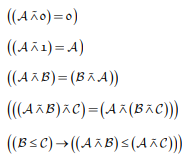 ((𝒜 ⊼ 0) = 0)
((𝒜 ⊼ 1) = 𝒜)
((𝒜 ⊼ ℬ) = (ℬ ⊼ 𝒜))
(((𝒜 ⊼ ℬ) ⊼ 𝒞) = (𝒜 ⊼ (ℬ ⊼ 𝒞)))
((ℬ ≤ 𝒞) → ((𝒜 ⊼ ℬ) ≤ (𝒜 ⊼ 𝒞)))